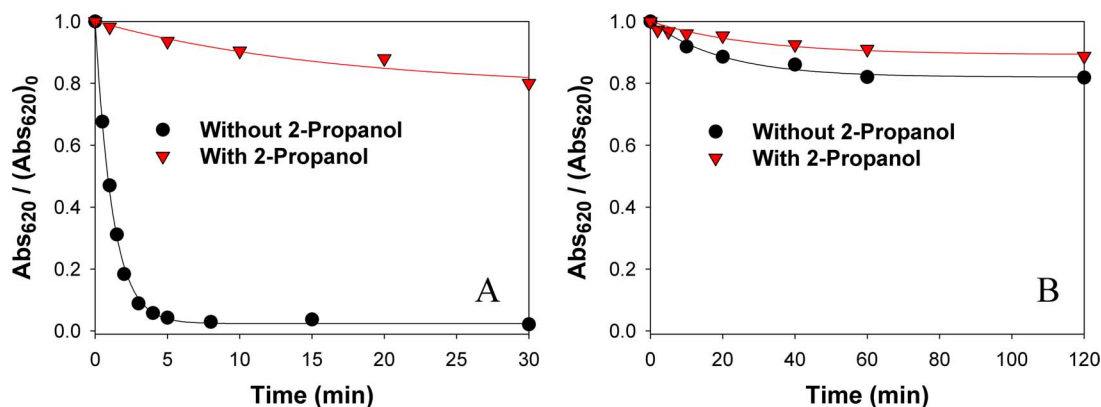 Abs620 / (Abs620)0
1.0
0.8
0.6
0.4
0.2
0.0
Without 2-Propanol
With 2-Propanol
A
0 5 10 15 20 25 30
Time (min)
Abs620 / (Abs620)0
1.0
0.8
0.6
0.4
0.2
0.0
Without 2-Propanol
With 2-Propanol
B
0 20 40 60 80 100 120
Time (min)